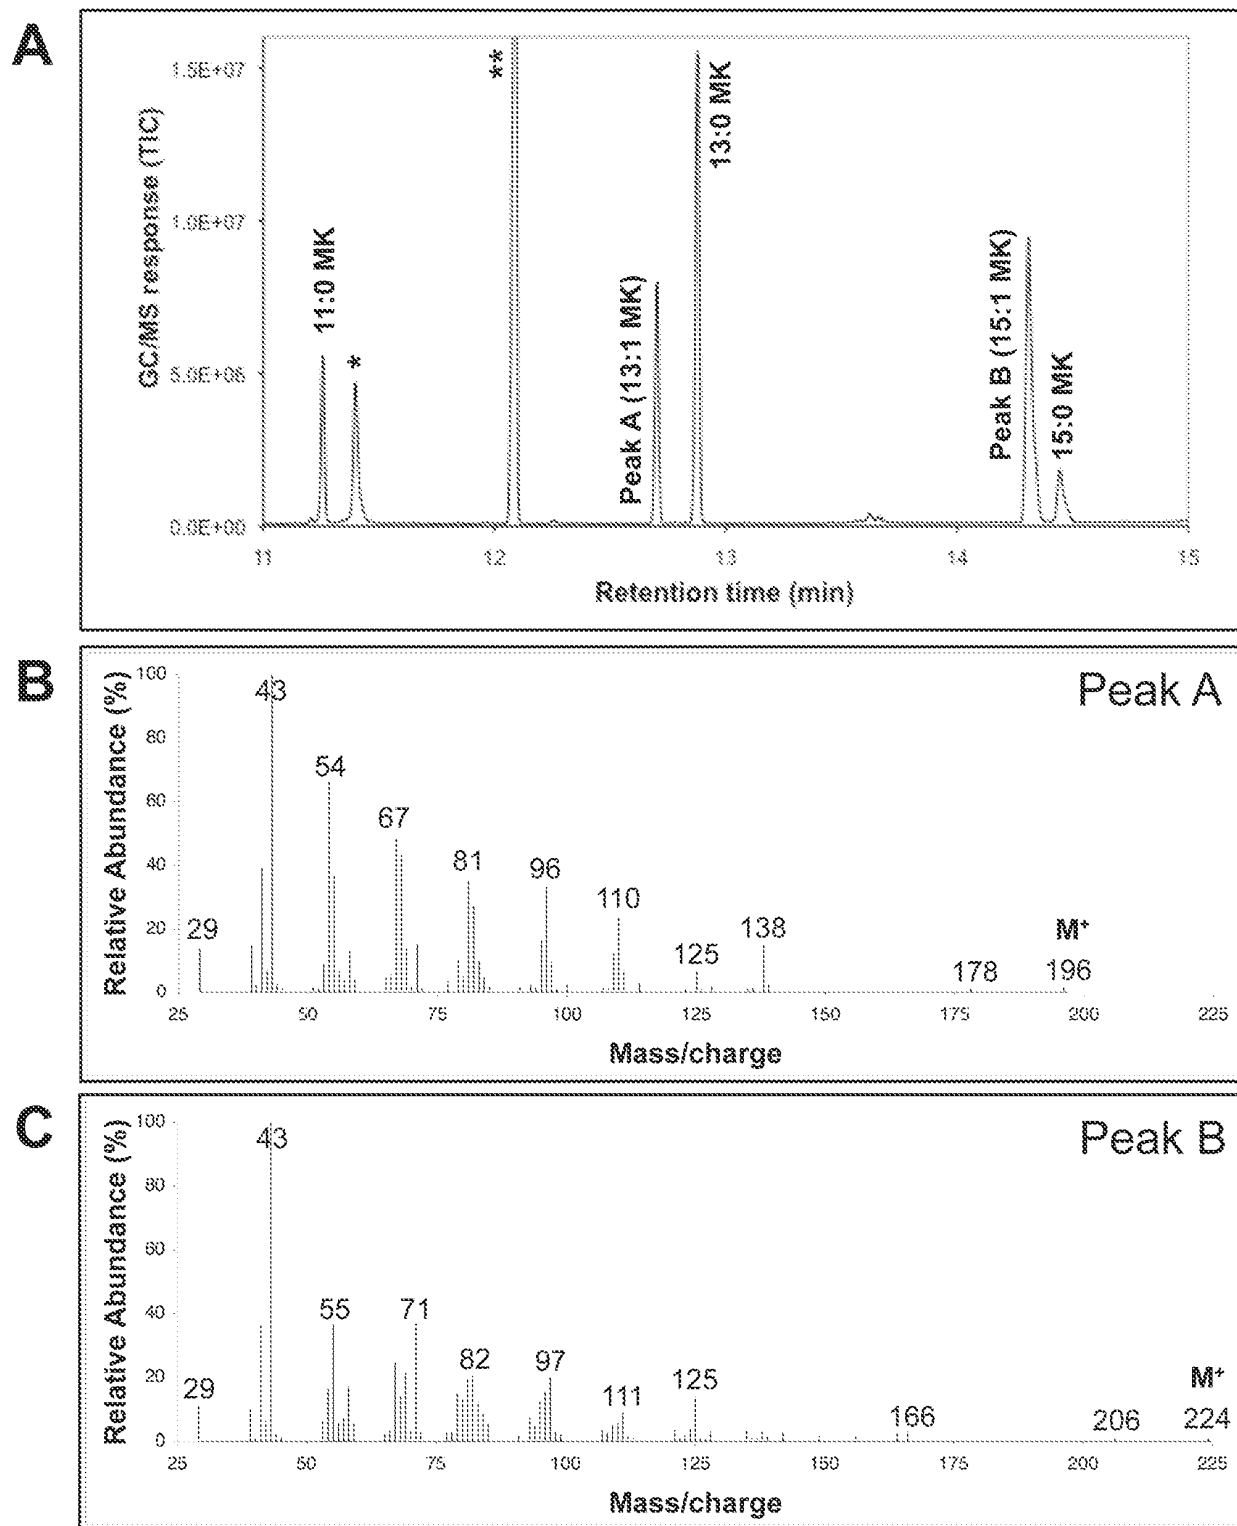 A
GC/MS response (TIC)
1.5E+07
1.0E+07
5.0E+06
0.0E+00
11:0 MK
*
**
Peak A (13:1 MK)
13:0 MK
Peak B (15:1 MK)
15:0 MK
11
12
13
14
15
Retention time (min)
B
Peak A
Relative Abundance (%)
100
80
60
40
20
0
29
43
54
67
81
96
110
125
138
178
M+
196
25
50
75
100
125
150
175
200
225
Mass/charge
C
Peak B
Relative Abundance (%)
100
80
60
40
20
0
29
43
55
71
82
97
111
125
166
206
M+
224
25
50
75
100
125
150
175
200
225
Mass/charge